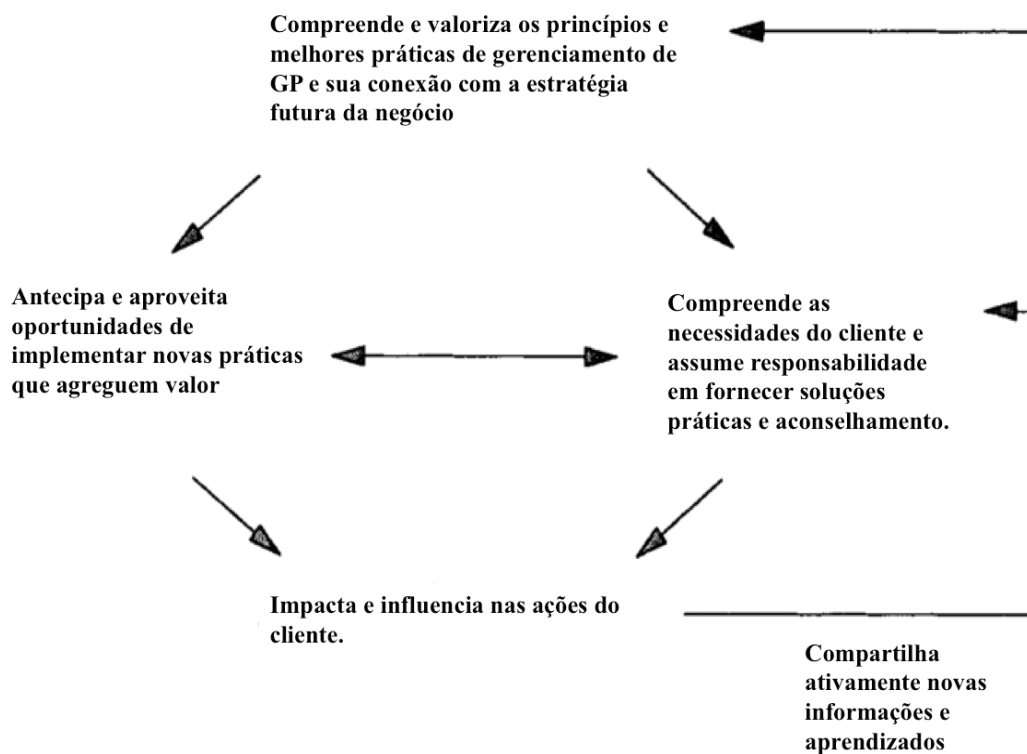 Compreende e valoriza os princípios e
melhores práticas de gerenciamento de
GP e sua conexão com a estratégia
futura da negócio
Antecipa e aproveita
oportunidades de
implementar novas práticas
que agreguem valor
Compreende as
necessidades do cliente e
assume responsabilidade
em fornecer soluções
práticas e aconselhamento.
Impacta e influencia nas ações do
cliente.
Compartilha
ativamente novas
informações e
aprendizados